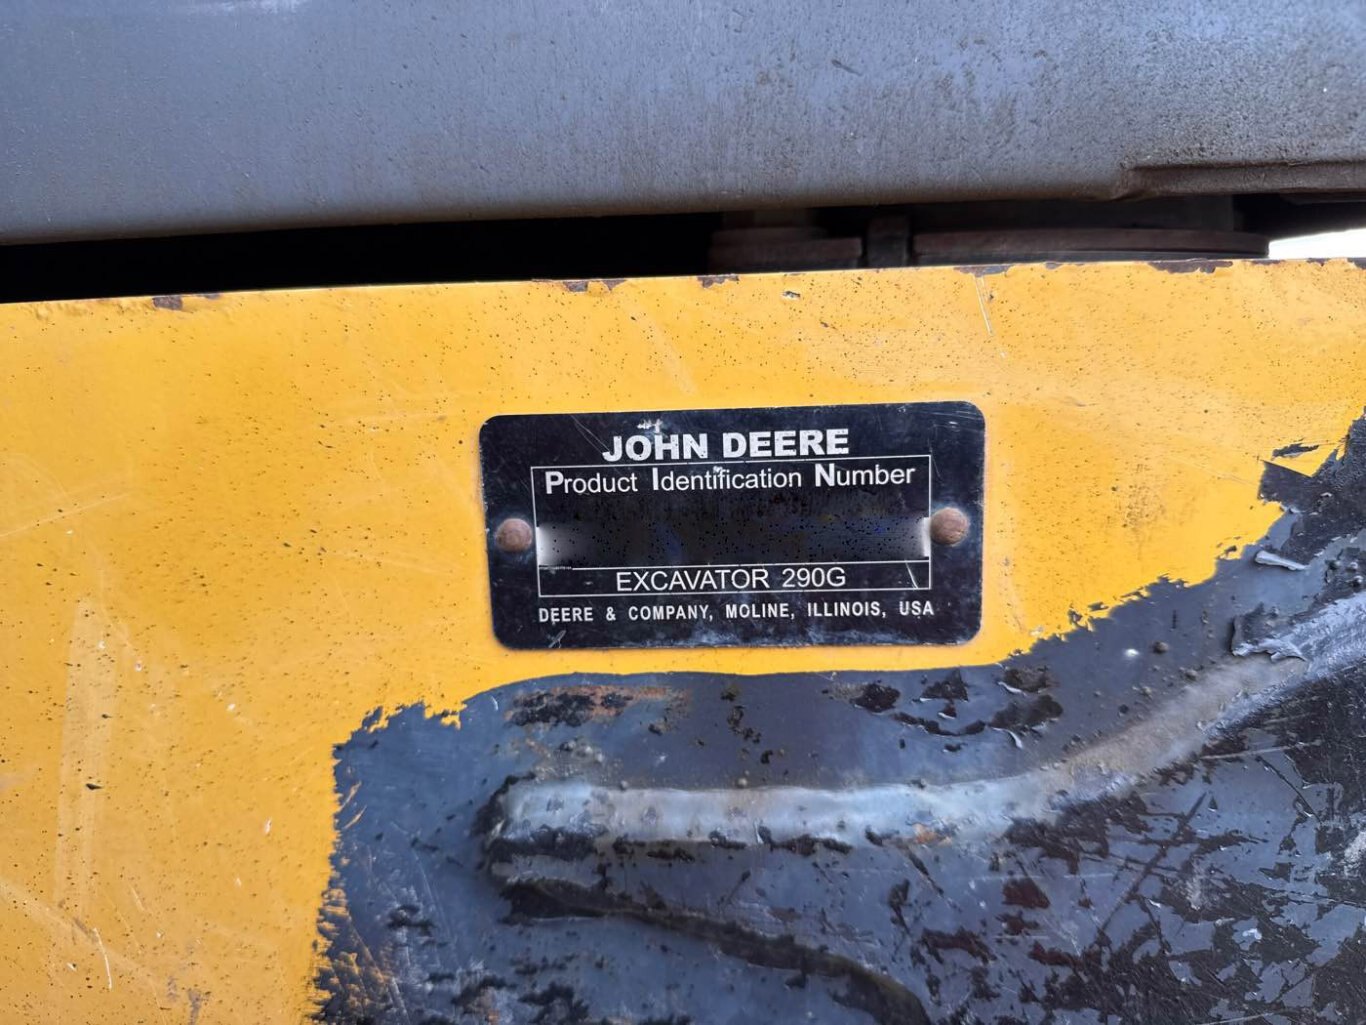 JOHN DEERE
Product Identification Number
EXCAVATOR 290G
DEERE & COMPANY, MOLINE, ILLINOIS, USA